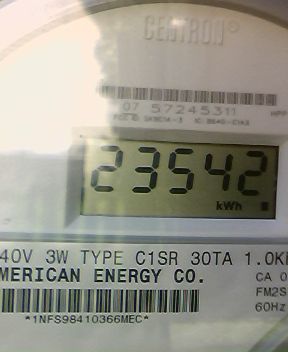 CENTRON®
07 57245311
23542
kWh
40V 3W TYPE C1SR 30TA 1.0K
MERICAN ENERGY CO.
CA 0
FM2S
60Hz
*1NFS98410366MEC*